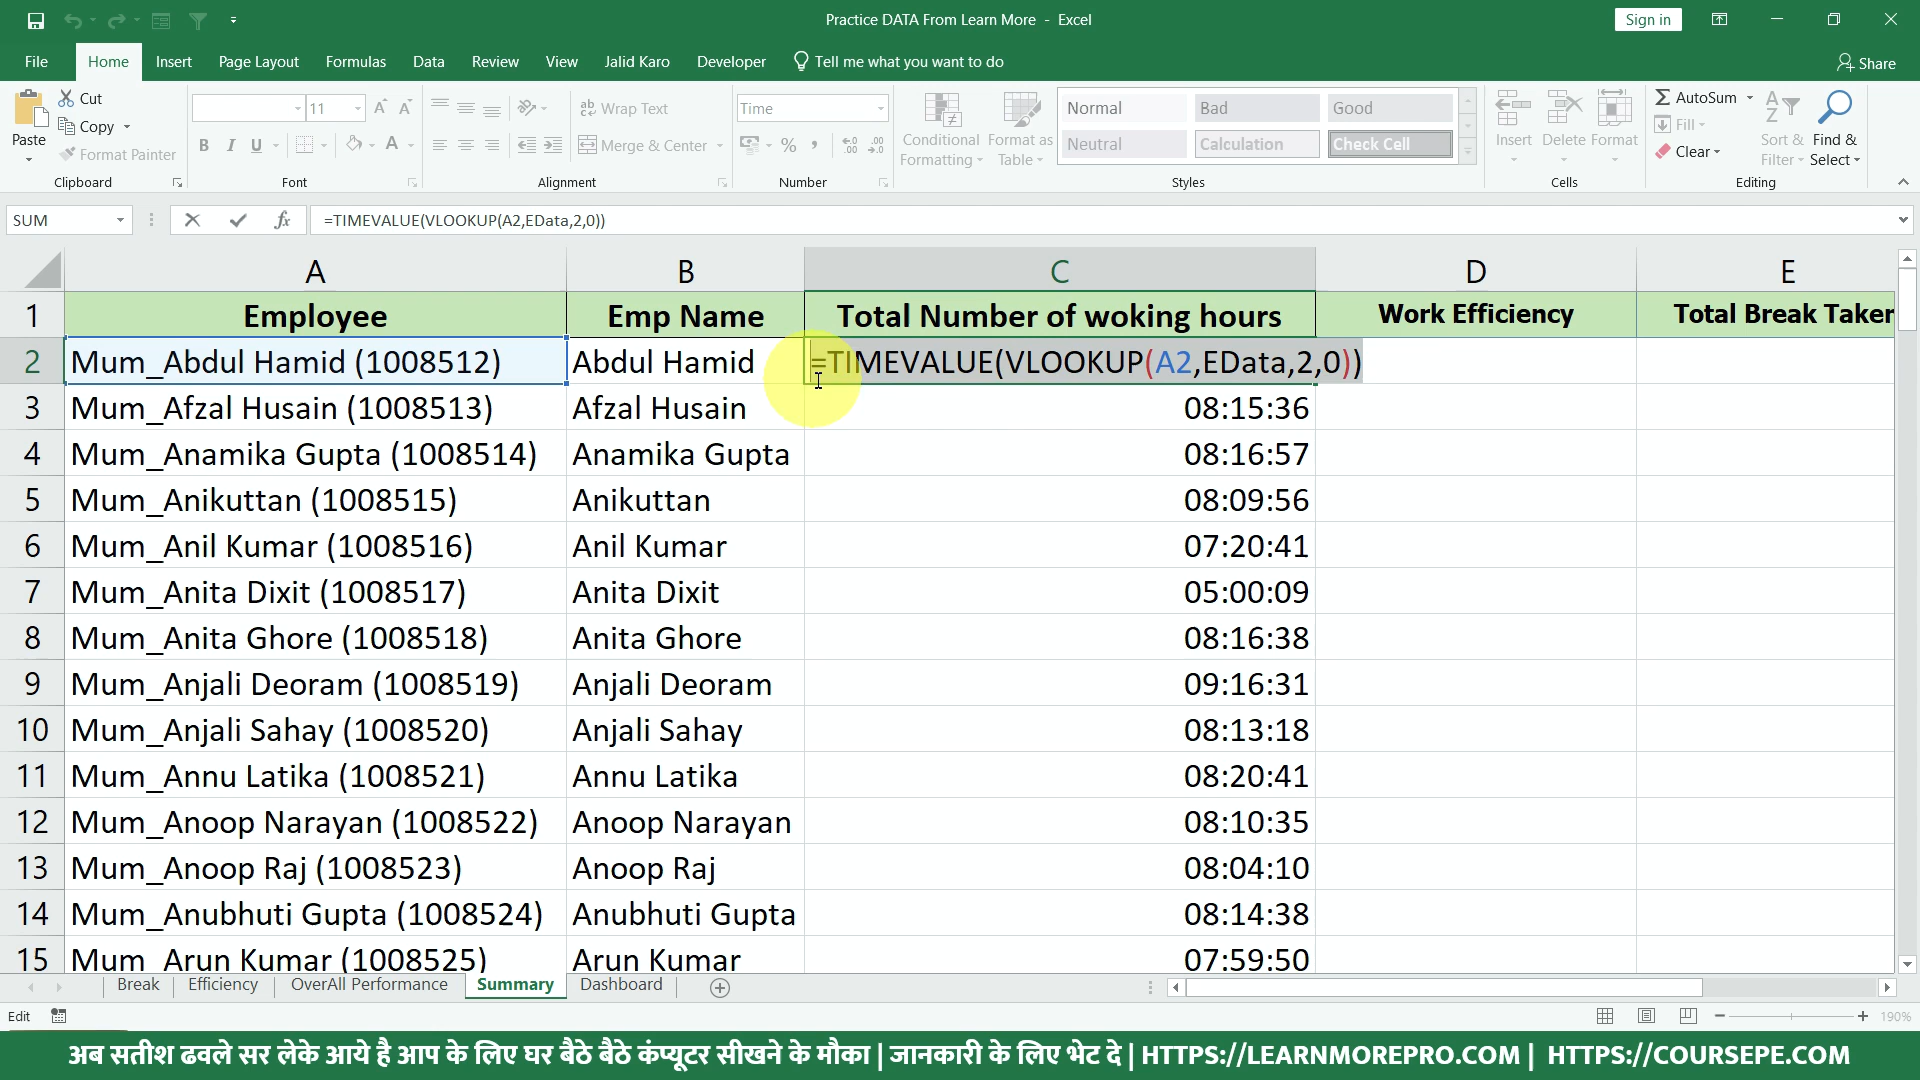 Practice DATA From Learn More - Excel
Sign in
File Home Insert Page Layout Formulas Data Review View Jalid Karo Developer Tell me what you want to do Share
Paste Cut Copy Format Painter Clipboard
11 B I U A Font
Wrap Text Merge & Center Alignment
Time % , Number
Conditional Formatting Format as Table
Normal Bad Good
Neutral Calculation Check Cell
Styles
Insert Delete Format Cells
AutoSum Fill Clear Sort & Filter Find & Select Editing
SUM fx =TIMEVALUE(VLOOKUP(A2,EData,2,0))
A B C D E
1 Employee Emp Name Total Number of woking hours Work Efficiency Total Break Taken
2 Mum_Abdul Hamid (1008512) Abdul Hamid =TIMEVALUE(VLOOKUP(A2,EData,2,0))
3 Mum_Afzal Husain (1008513) Afzal Husain 08:15:36
4 Mum_Anamika Gupta (1008514) Anamika Gupta 08:16:57
5 Mum_Anikuttan (1008515) Anikuttan 08:09:56
6 Mum_Anil Kumar (1008516) Anil Kumar 07:20:41
7 Mum_Anita Dixit (1008517) Anita Dixit 05:00:09
8 Mum_Anita Ghore (1008518) Anita Ghore 08:16:38
9 Mum_Anjali Deoram (1008519) Anjali Deoram 09:16:31
10 Mum_Anjali Sahay (1008520) Anjali Sahay 08:13:18
11 Mum_Annu Latika (1008521) Annu Latika 08:20:41
12 Mum_Anoop Narayan (1008522) Anoop Narayan 08:10:35
13 Mum_Anoop Raj (1008523) Anoop Raj 08:04:10
14 Mum_Anubhuti Gupta (1008524) Anubhuti Gupta 08:14:38
15 Mum_Arun Kumar (1008525) Arun Kumar 07:59:50
Break Efficiency OverAll Performance Summary Dashboard
Edit 190%
अब सतीश ढवले सर लेके आये है आप के लिए घर बैठे बैठे कंप्यूटर सीखने के मौका | जानकारी के लिए भेट दे | HTTPS://LEARNMOREPRO.COM | HTTPS://COURSEPE.COM